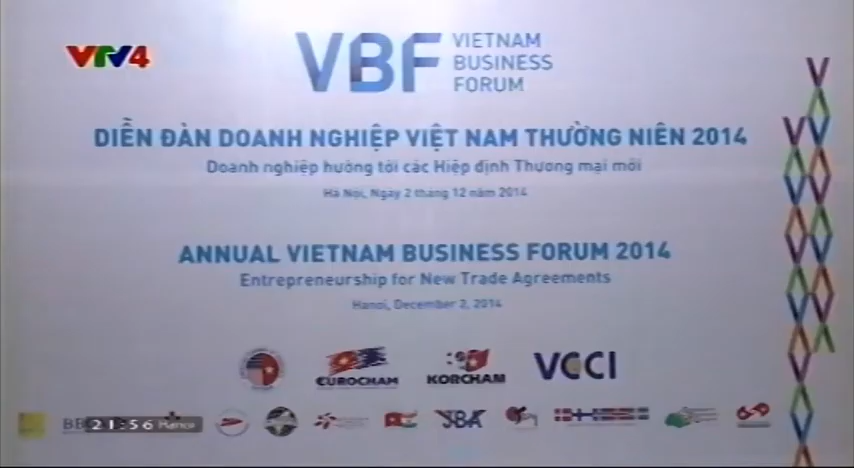 VTV4
VBF VIETNAM
BUSINESS
FORUM
DIỄN ĐÀN DOANH NGHIỆP VIỆT NAM THƯỜNG NIÊN 2014
Doanh nghiệp hướng tới các Hiệp định Thương mại mới
Hà Nội, Ngày 2 tháng 12 năm 2014
ANNUAL VIETNAM BUSINESS FORUM 2014
Entrepreneurship for New Trade Agreements
Hanoi, December 2, 2014
EUROCHAM KORCHAM VCCI
21:56 Hanoi